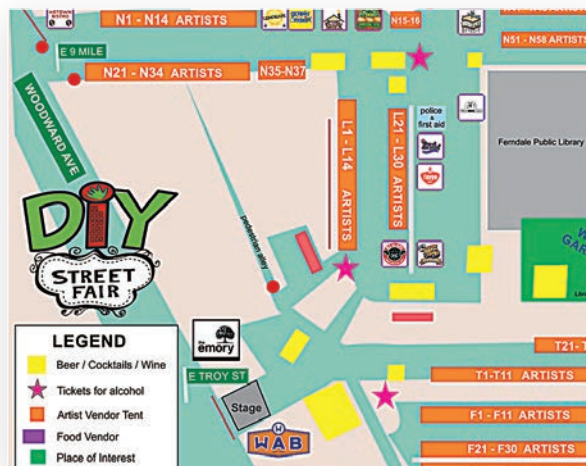 N1 - N14 ARTISTS
N15-16
N51 - N58 ARTISTS
E 9 MILE
N21 - N34 ARTISTS
N35-N37
WOODWARD AVE
L1 - L14 ARTISTS
L21 - L30 ARTISTS
police
& first aid
Ferndale Public Library
pedestrian alley
DIY
STREET
FAIR
the
emory
E TROY ST
Stage
WAB
T21 - T
T1-T11 ARTISTS
F1 - F11 ARTISTS
F21 - F30 ARTISTS
LEGEND
Beer / Cocktails / Wine
Tickets for alcohol
Artist Vendor Tent
Food Vendor
Place of Interest